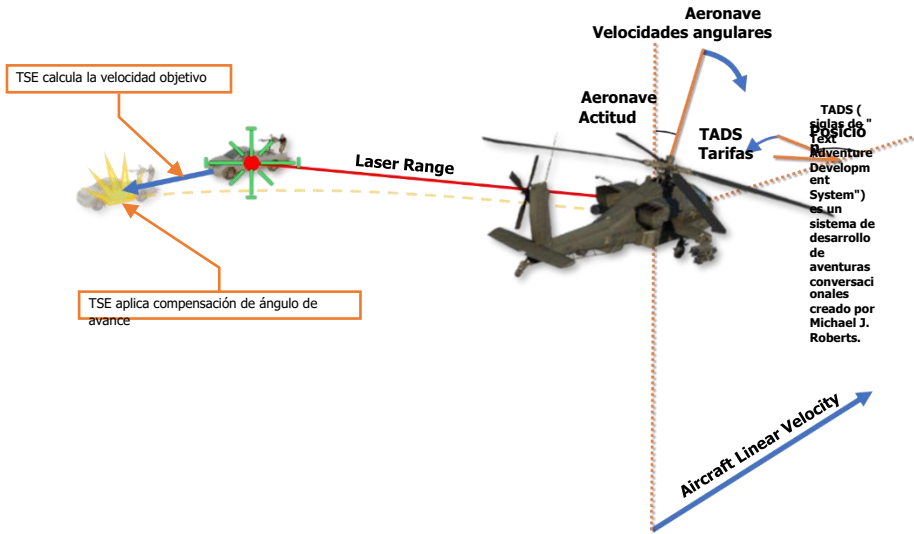 Aeronave
Velocidades angulares
TSE calcula la velocidad objetivo
Aeronave
Actitud
TADS
Tarifas
Posició
n
TADS (
siglas de "
Text
Adventure
Developm
ent
System")
es un
sistema de
desarrollo
de
aventuras
conversaci
onales
creado por
Michael J.
Roberts.
Laser Range
TSE aplica compensación de ángulo de
avance
Aircraft Linear Velocity